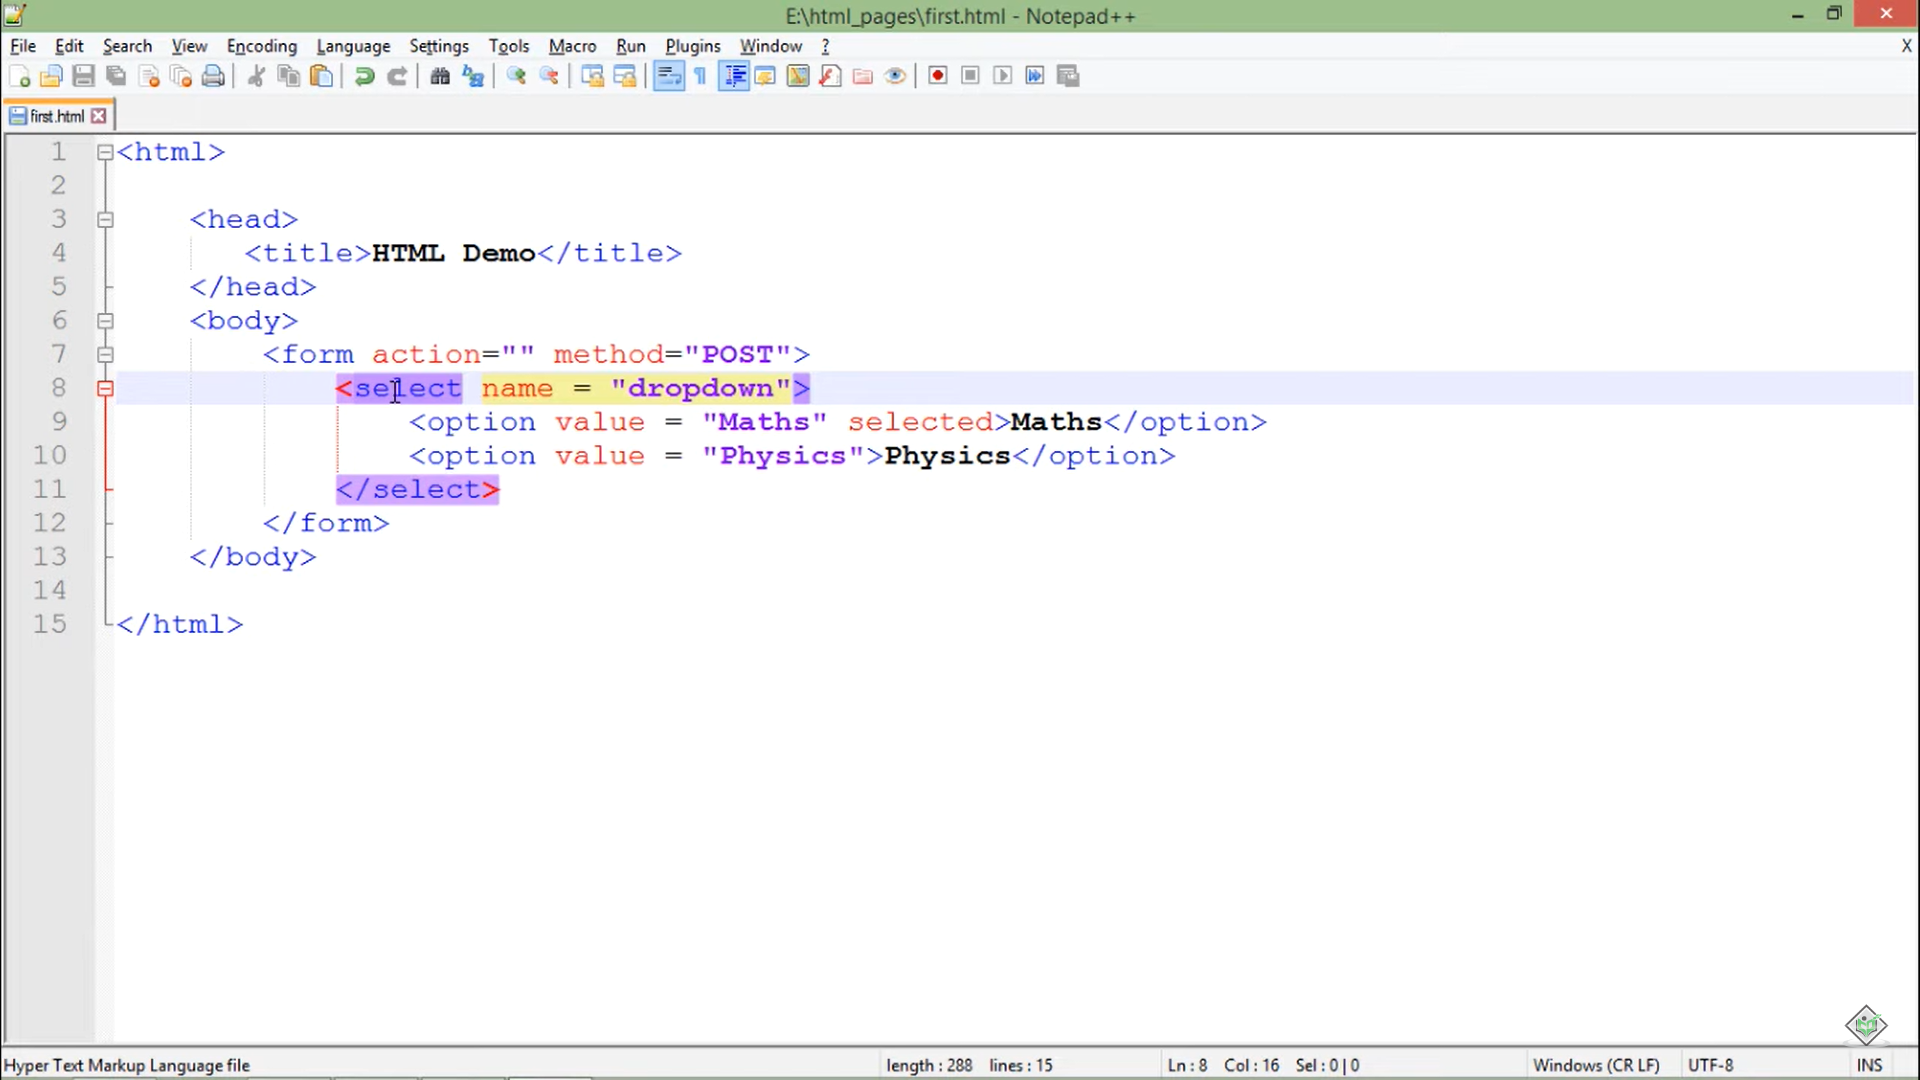 E:\html_pages\first.html - Notepad++
File Edit Search View Encoding Language Settings Tools Macro Run Plugins Window ? X
first.html
1 <html>
2
3 <head>
4 <title>HTML Demo</title>
5 </head>
6 <body>
7 <form action="" method="POST">
8 <select name = "dropdown">
9 <option value = "Maths" selected>Maths</option>
10 <option value = "Physics">Physics</option>
11 </select>
12 </form>
13 </body>
14
15 </html>
Hyper Text Markup Language file length : 288 lines : 15 Ln : 8 Col : 16 Sel : 0 | 0 Windows (CR LF) UTF-8 INS